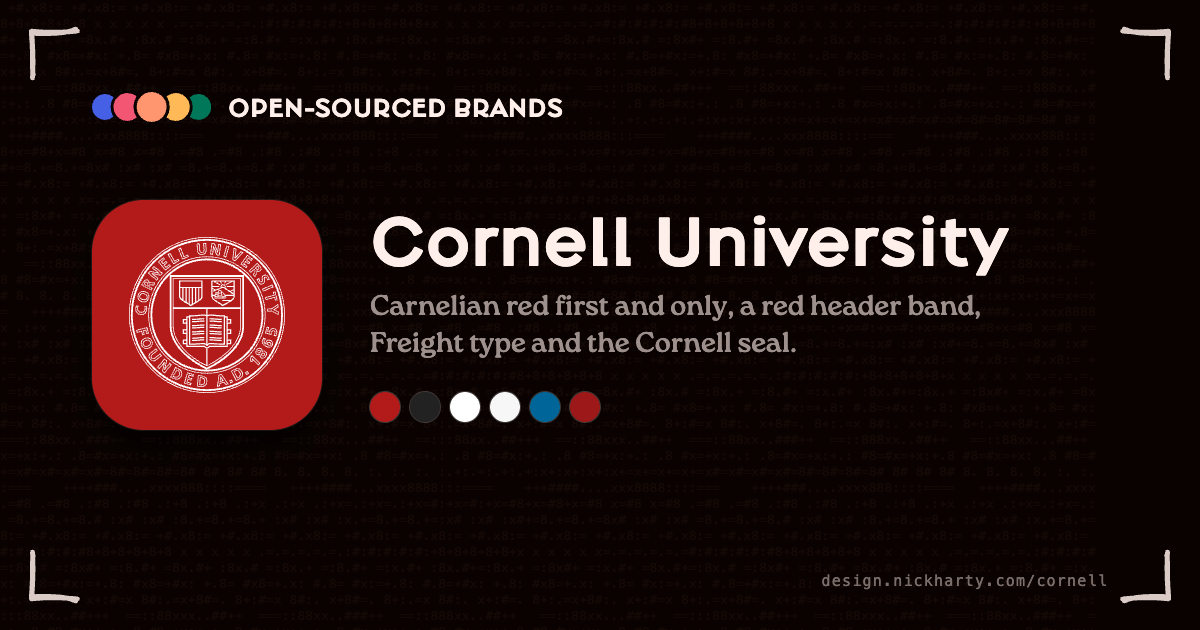 OPEN-SOURCED BRANDS
CORNELL UNIVERSITY
FOUNDED A.D. 1865
Cornell University
Carnelian red first and only, a red header band,
Freight type and the Cornell seal.
design.nickharty.com/cornell